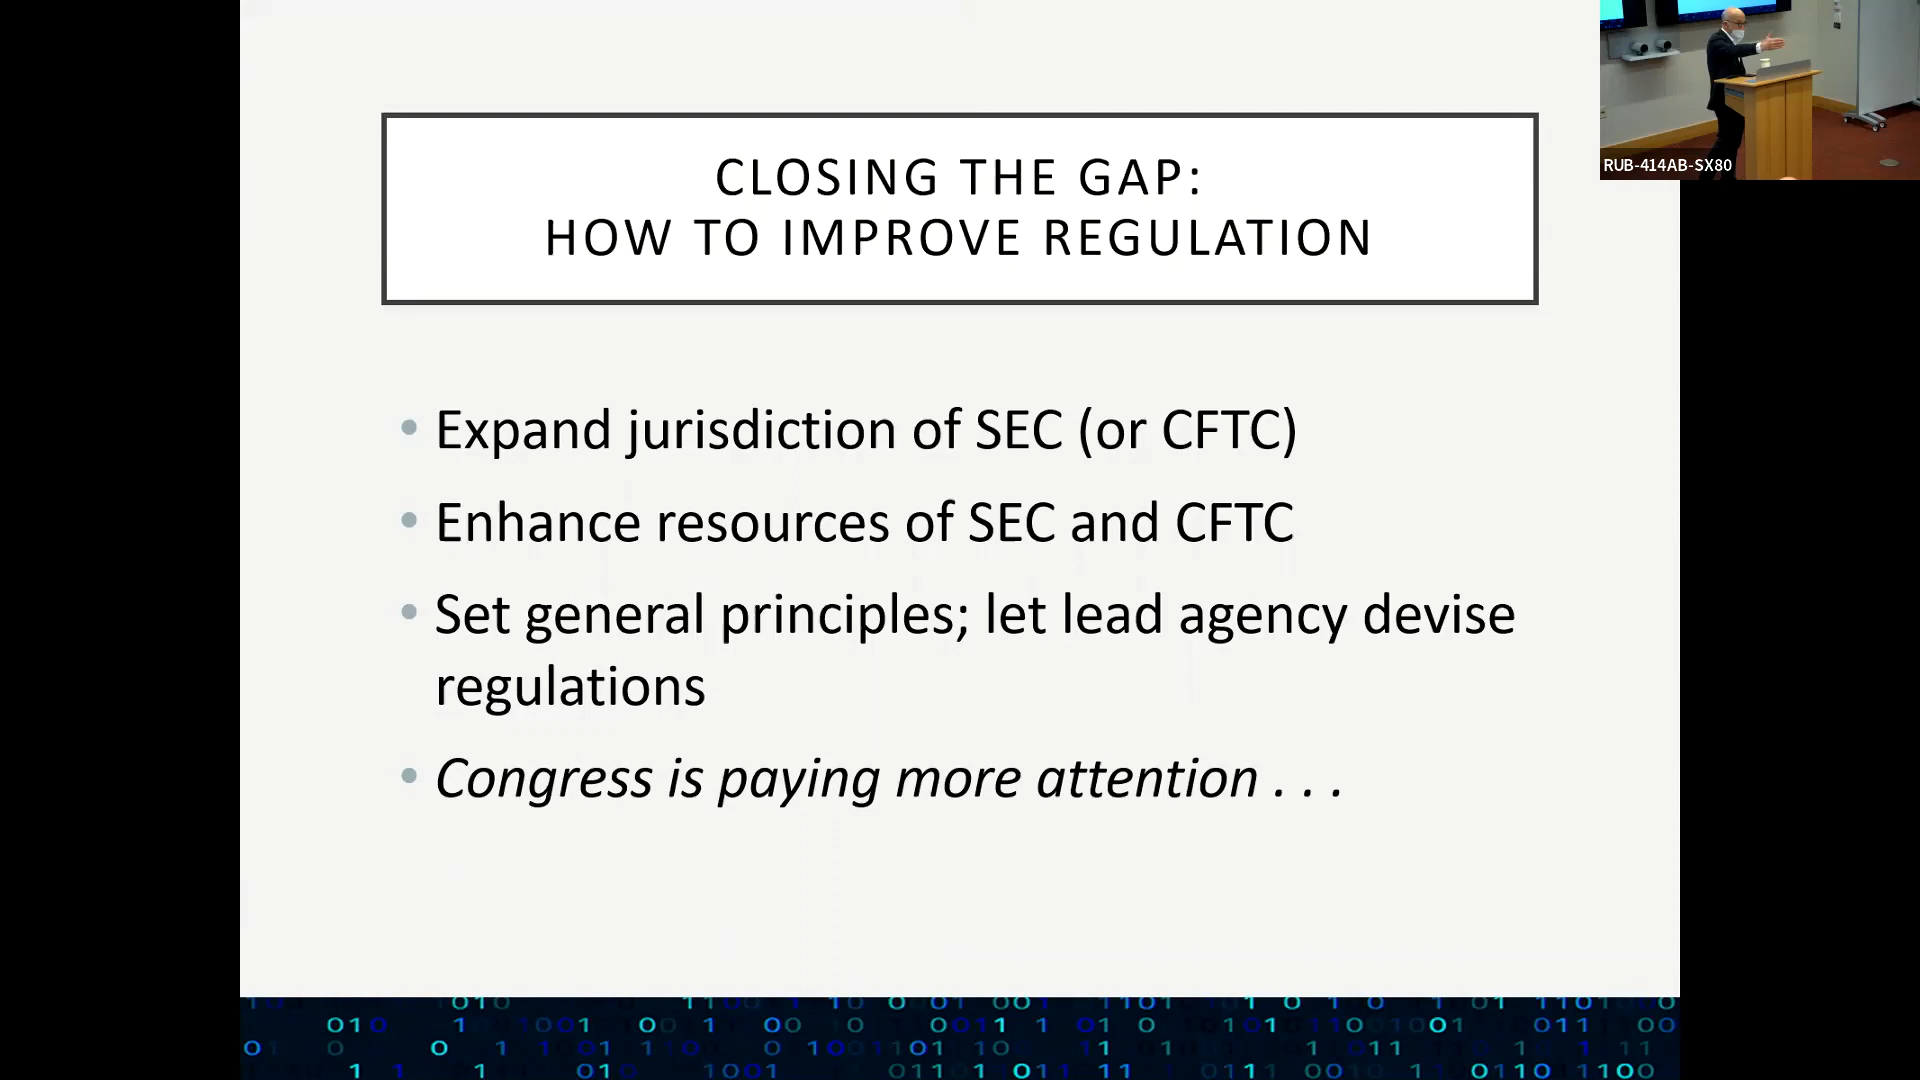 CLOSING THE GAP:
HOW TO IMPROVE REGULATION
• Expand jurisdiction of SEC (or CFTC)
• Enhance resources of SEC and CFTC
• Set general principles; let lead agency devise
regulations
• Congress is paying more attention . . .
RUB-414AB-SX80